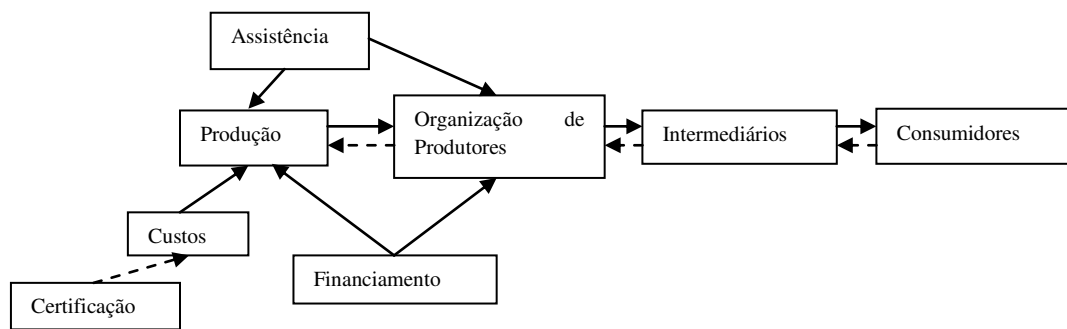 Assistência
Produção
Organização de
Produtores
Intermediários
Consumidores
Custos
Financiamento
Certificação